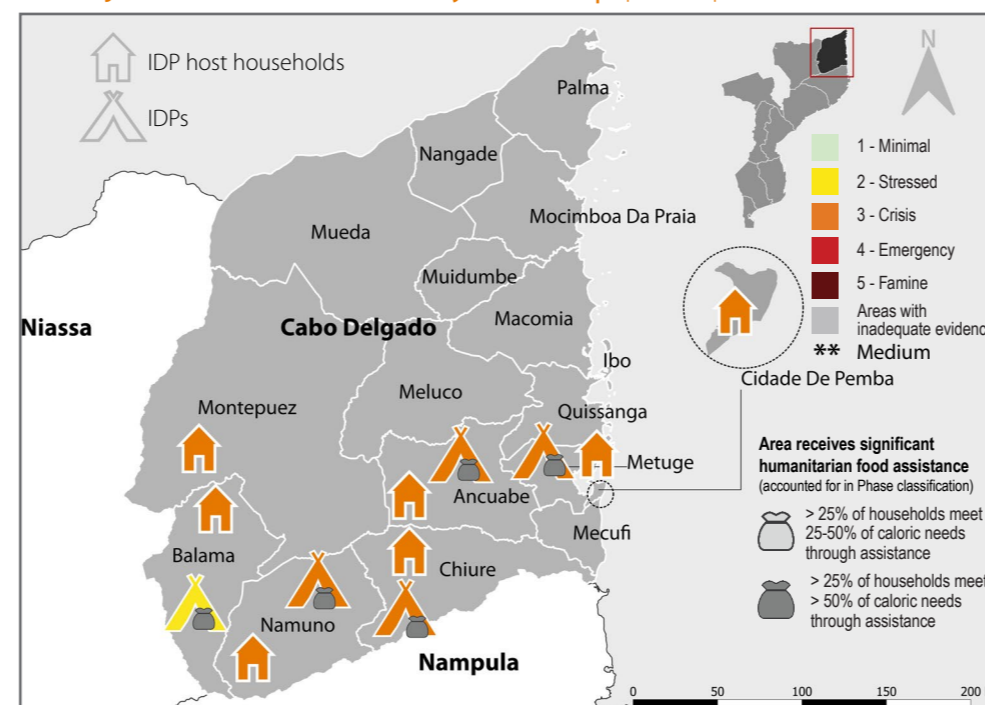 IDP host households
IDPs
N
Palma
Nangade
Mocimboa Da Praia
Mueda
Muidumbe
Niassa
Cabo Delgado
Macomia
Ibo
Meluco
Montepuez
Quissanga
Metuge
Ancuabe
Mecufi
Balama
Chiure
Namuno
Nampula
Cidade De Pemba
1 - Minimal
2 - Stressed
3 - Crisis
4 - Emergency
5 - Famine
Areas with
inadequate evidenc
** Medium
Area receives significant
humanitarian food assistance
(accounted for in Phase classification)
> 25% of households meet
25-50% of caloric needs
through assistance
> 25% of households meet
> 50% of caloric needs
through assistance
0 50 100 150 200